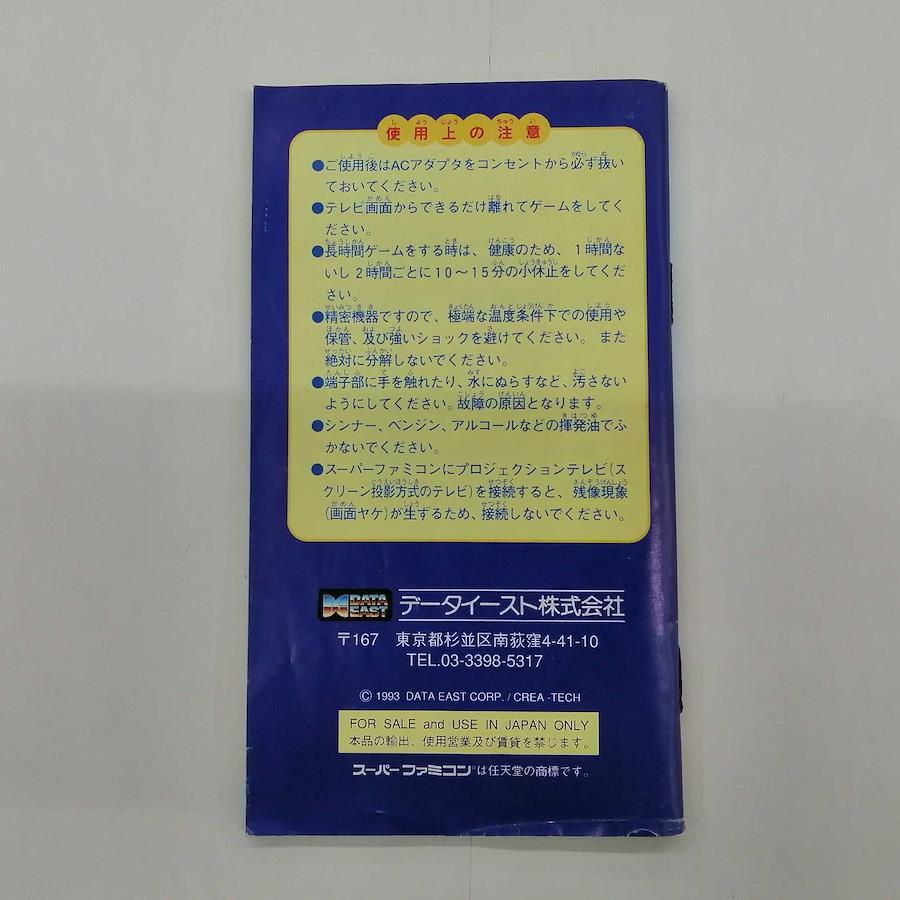 使用上の注意
●ご使用後はACアダプタをコンセントから必ず抜い
ておいてください。
●テレビ画面からできるだけ離れてゲームをしてく
ださい。
●長時間ゲームをする時は、健康のため、1時間な
いし2時間ごとに10〜15分の小休止をしてくだ
さい。
●精密機器ですので、極端な温度条件下での使用や
保管、及び強いショックを避けてください。また
絶対に分解しないでください。
●端子部に手を触れたり、水にぬらすなど、汚さない
ようにしてください。故障の原因となります。
●シンナー、ベンジン、アルコールなどの揮発油でふ
かないでください。
●スーパーファミコンにプロジェクションテレビ(ス
クリーン投影方式のテレビ)を接続すると、残像現象
(画面ヤケ)が生ずるため、接続しないでください。
DATA EAST データイースト株式会社
〒167 東京都杉並区南荻窪4-41-10
TEL.03-3398-5317
© 1993 DATA EAST CORP. / CREA-TECH
FOR SALE and USE IN JAPAN ONLY
本品の輸出、使用営業及び賃貸を禁じます。
スーパーファミコン®は任天堂の商標です。